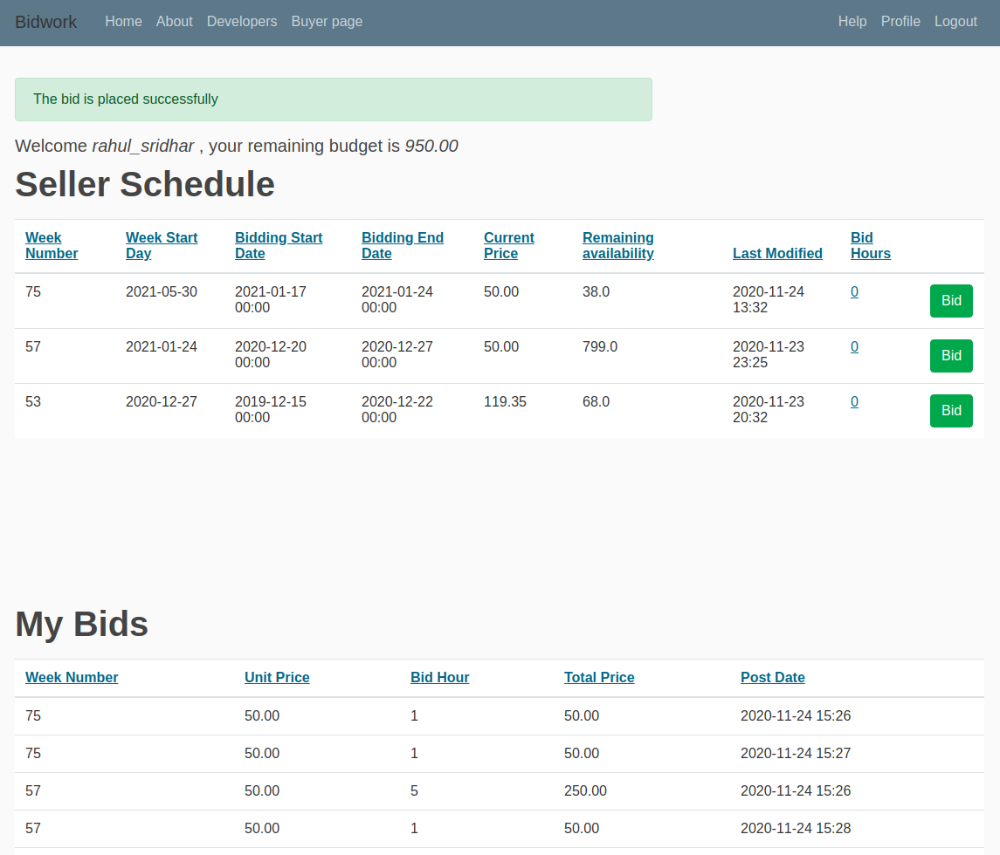 Bidwork Home About Developers Buyer page Help Profile Logout
The bid is placed successfully
Welcome rahul_sridhar , your remaining budget is 950.00
Seller Schedule
Week Number Week Start Day Bidding Start Date Bidding End Date Current Price Remaining availability Last Modified Bid Hours
75 2021-05-30 2021-01-17 00:00 2021-01-24 00:00 50.00 38.0 2020-11-24 13:32 0 Bid
57 2021-01-24 2020-12-20 00:00 2020-12-27 00:00 50.00 799.0 2020-11-23 23:25 0 Bid
53 2020-12-27 2019-12-15 00:00 2020-12-22 00:00 119.35 68.0 2020-11-23 20:32 0 Bid
My Bids
Week Number Unit Price Bid Hour Total Price Post Date
75 50.00 1 50.00 2020-11-24 15:26
75 50.00 1 50.00 2020-11-24 15:27
57 50.00 5 250.00 2020-11-24 15:26
57 50.00 1 50.00 2020-11-24 15:28